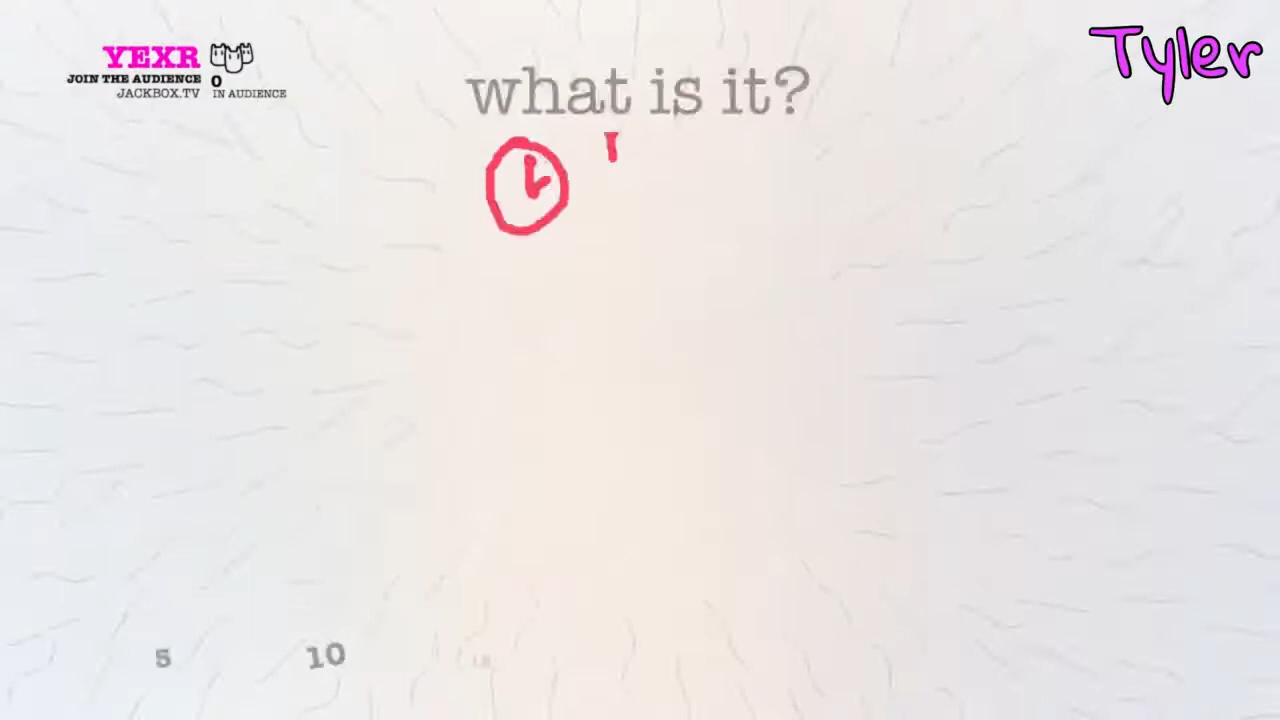 YEXR
JOIN THE AUDIENCE
JACKBOX.TV
0
IN AUDIENCE
what is it?
Tyler
5
10